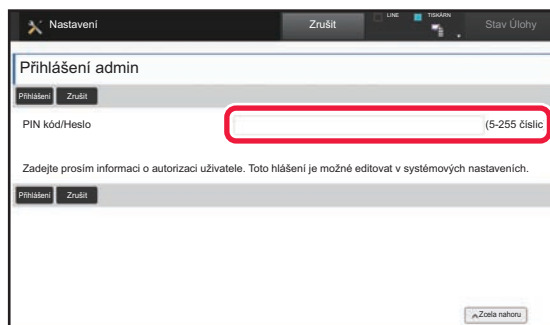 Nastavení
Zrušit
LINE
TISKÁRN
Stav Úlohy
Přihlášení admin
Přihlášení Zrušit
PIN kód/Heslo
(5-255 číslic
Zadejte prosím informaci o autorizaci uživatele. Toto hlášení je možné editovat v systémových nastaveních.
Přihlášení Zrušit
Zcela nahoru